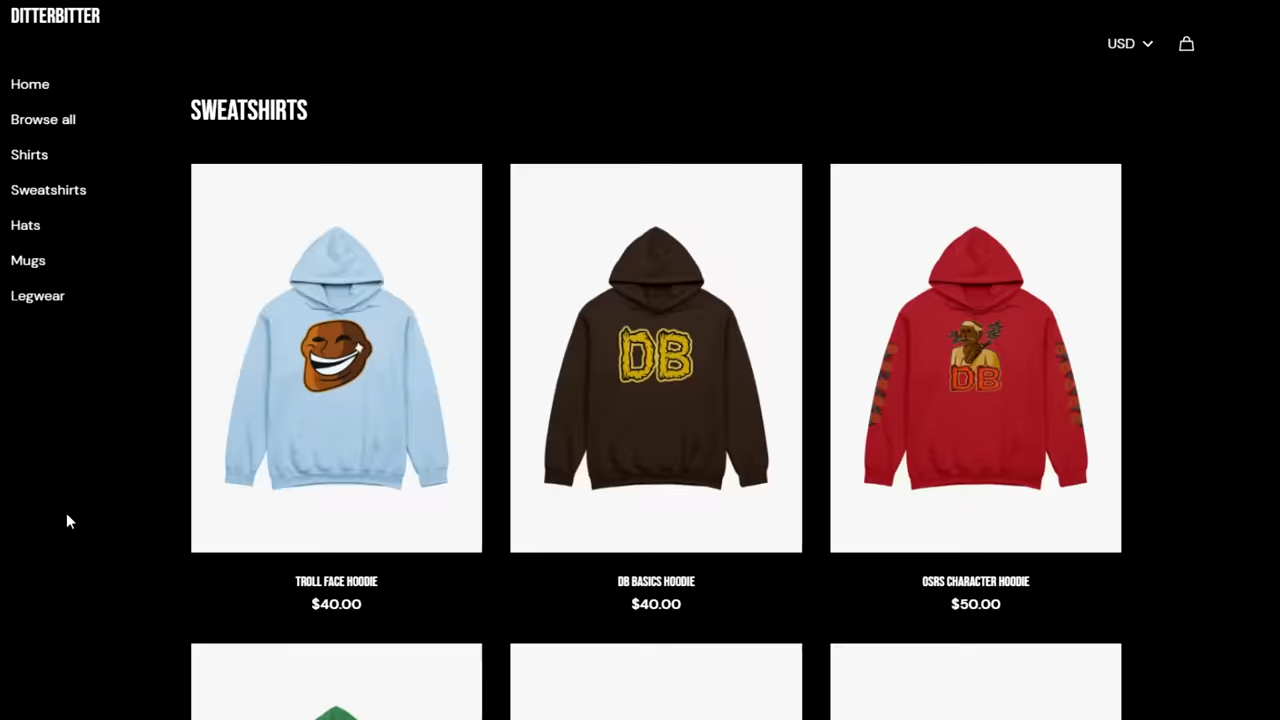 DITTERBITTER
USD
Home
Browse all
Shirts
Sweatshirts
Hats
Mugs
Legwear
SWEATSHIRTS
DB
DB
TROLL FACE HOODIE
DB BASICS HOODIE
OSRS CHARACTER HOODIE
$40.00
$40.00
$50.00